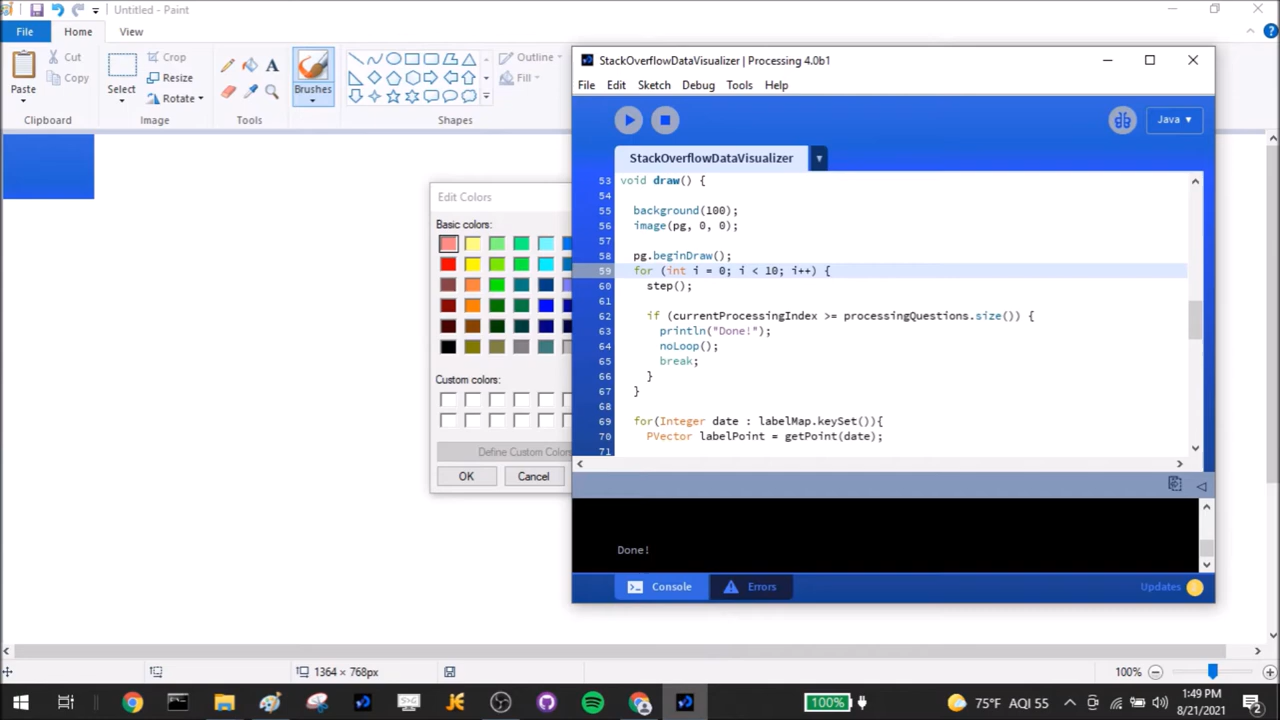 Untitled - Paint
File
Home
View
Paste
Cut
Copy
Clipboard
Select
Crop
Resize
Rotate
Image
A
Tools
Brushes
Shapes
Outline
Fill
Edit Colors
Basic colors:
Custom colors:
Define Custom Colors
OK
Cancel
StackOverflowDataVisualizer | Processing 4.0b1
File Edit Sketch Debug Tools Help
Java
StackOverflowDataVisualizer
53 void draw() {
54
55 background(100);
56 image(pg, 0, 0);
57
58 pg.beginDraw();
59 for (int i = 0; i < 10; i++) {
60 step();
61
62 if (currentProcessingIndex >= processingQuestions.size()) {
63 println("Done!");
64 noLoop();
65 break;
66 }
67 }
68
69 for(Integer date : labelMap.keySet()){
70 PVector labelPoint = getPoint(date);
71
Done!
Console
Errors
Updates
1364 × 768px
100%
100%
75°F AQI 55
1:49 PM
8/21/2021
2